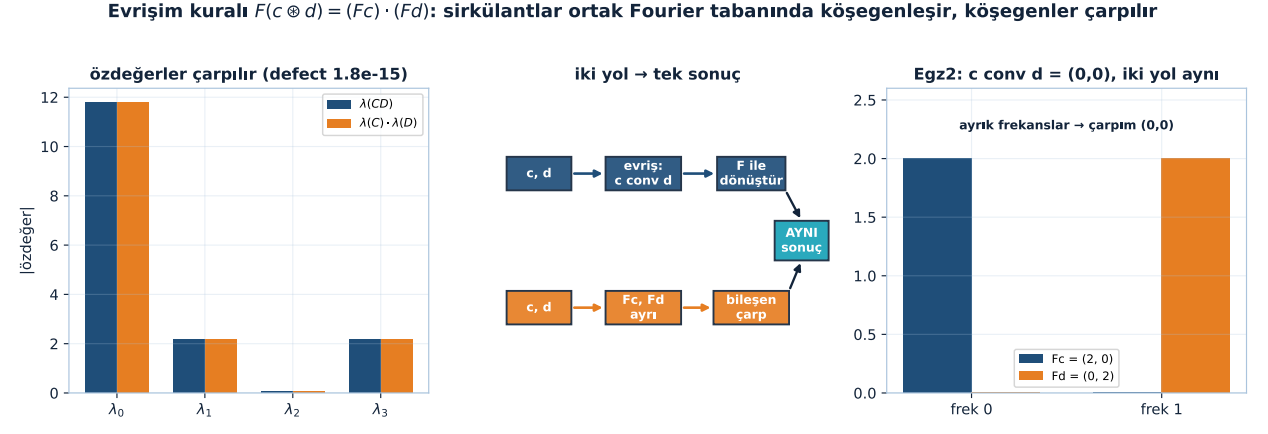 Evrişim kuralı F(c ⊛ d) = (Fc) · (Fd): sirkülantlar ortak Fourier tabanında köşegenleşir, köşegenler çarpılır
özdeğerler çarpılır (defect 1.8e-15)
|özdeğer|
12
10
8
6
4
2
0
λ(CD)
λ(C) · λ(D)
λ₀
λ₁
λ₂
λ₃
iki yol → tek sonuç
c, d
evriş:
c conv d
F ile
dönüştür
AYNI
sonuç
c, d
Fc, Fd
ayrı
bileşen
çarp
Egz2: c conv d = (0,0), iki yol aynı
2.5
2.0
1.5
1.0
0.5
0.0
ayrık frekanslar → çarpım (0,0)
Fc = (2, 0)
Fd = (0, 2)
frek 0
frek 1